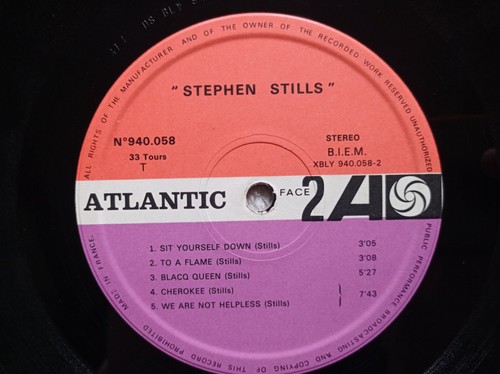 ALL RIGHTS OF THE MANUFACTURER AND OF THE OWNER OF THE RECORDED WORK RESERVED UNAUTHORIZED
PUBLIC PERFORMANCE BROADCASTING AND COPYING OF THIS RECORD PROHIBITED
MADE IN FRANCE
" STEPHEN STILLS "
N°940.058
33 Tours
T
STEREO
B.I.E.M.
XBLY 940.058-2
ATLANTIC
FACE 2
A
1. SIT YOURSELF DOWN (Stills) 3'05
2. TO A FLAME (Stills) 3'08
3. BLACQ QUEEN (Stills) 5'27
4. CHEROKEE (Stills)
5. WE ARE NOT HELPLESS (Stills) 7'43